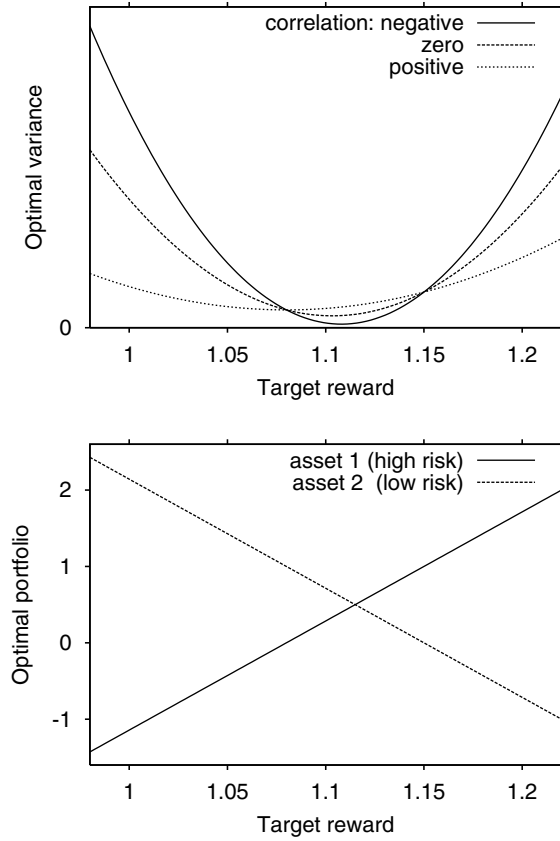 correlation: negative
zero
positive
Optimal variance
0
1 1.05 1.1 1.15 1.2
Target reward
asset 1 (high risk)
asset 2 (low risk)
Optimal portfolio
2
1
0
-1
1 1.05 1.1 1.15 1.2
Target reward